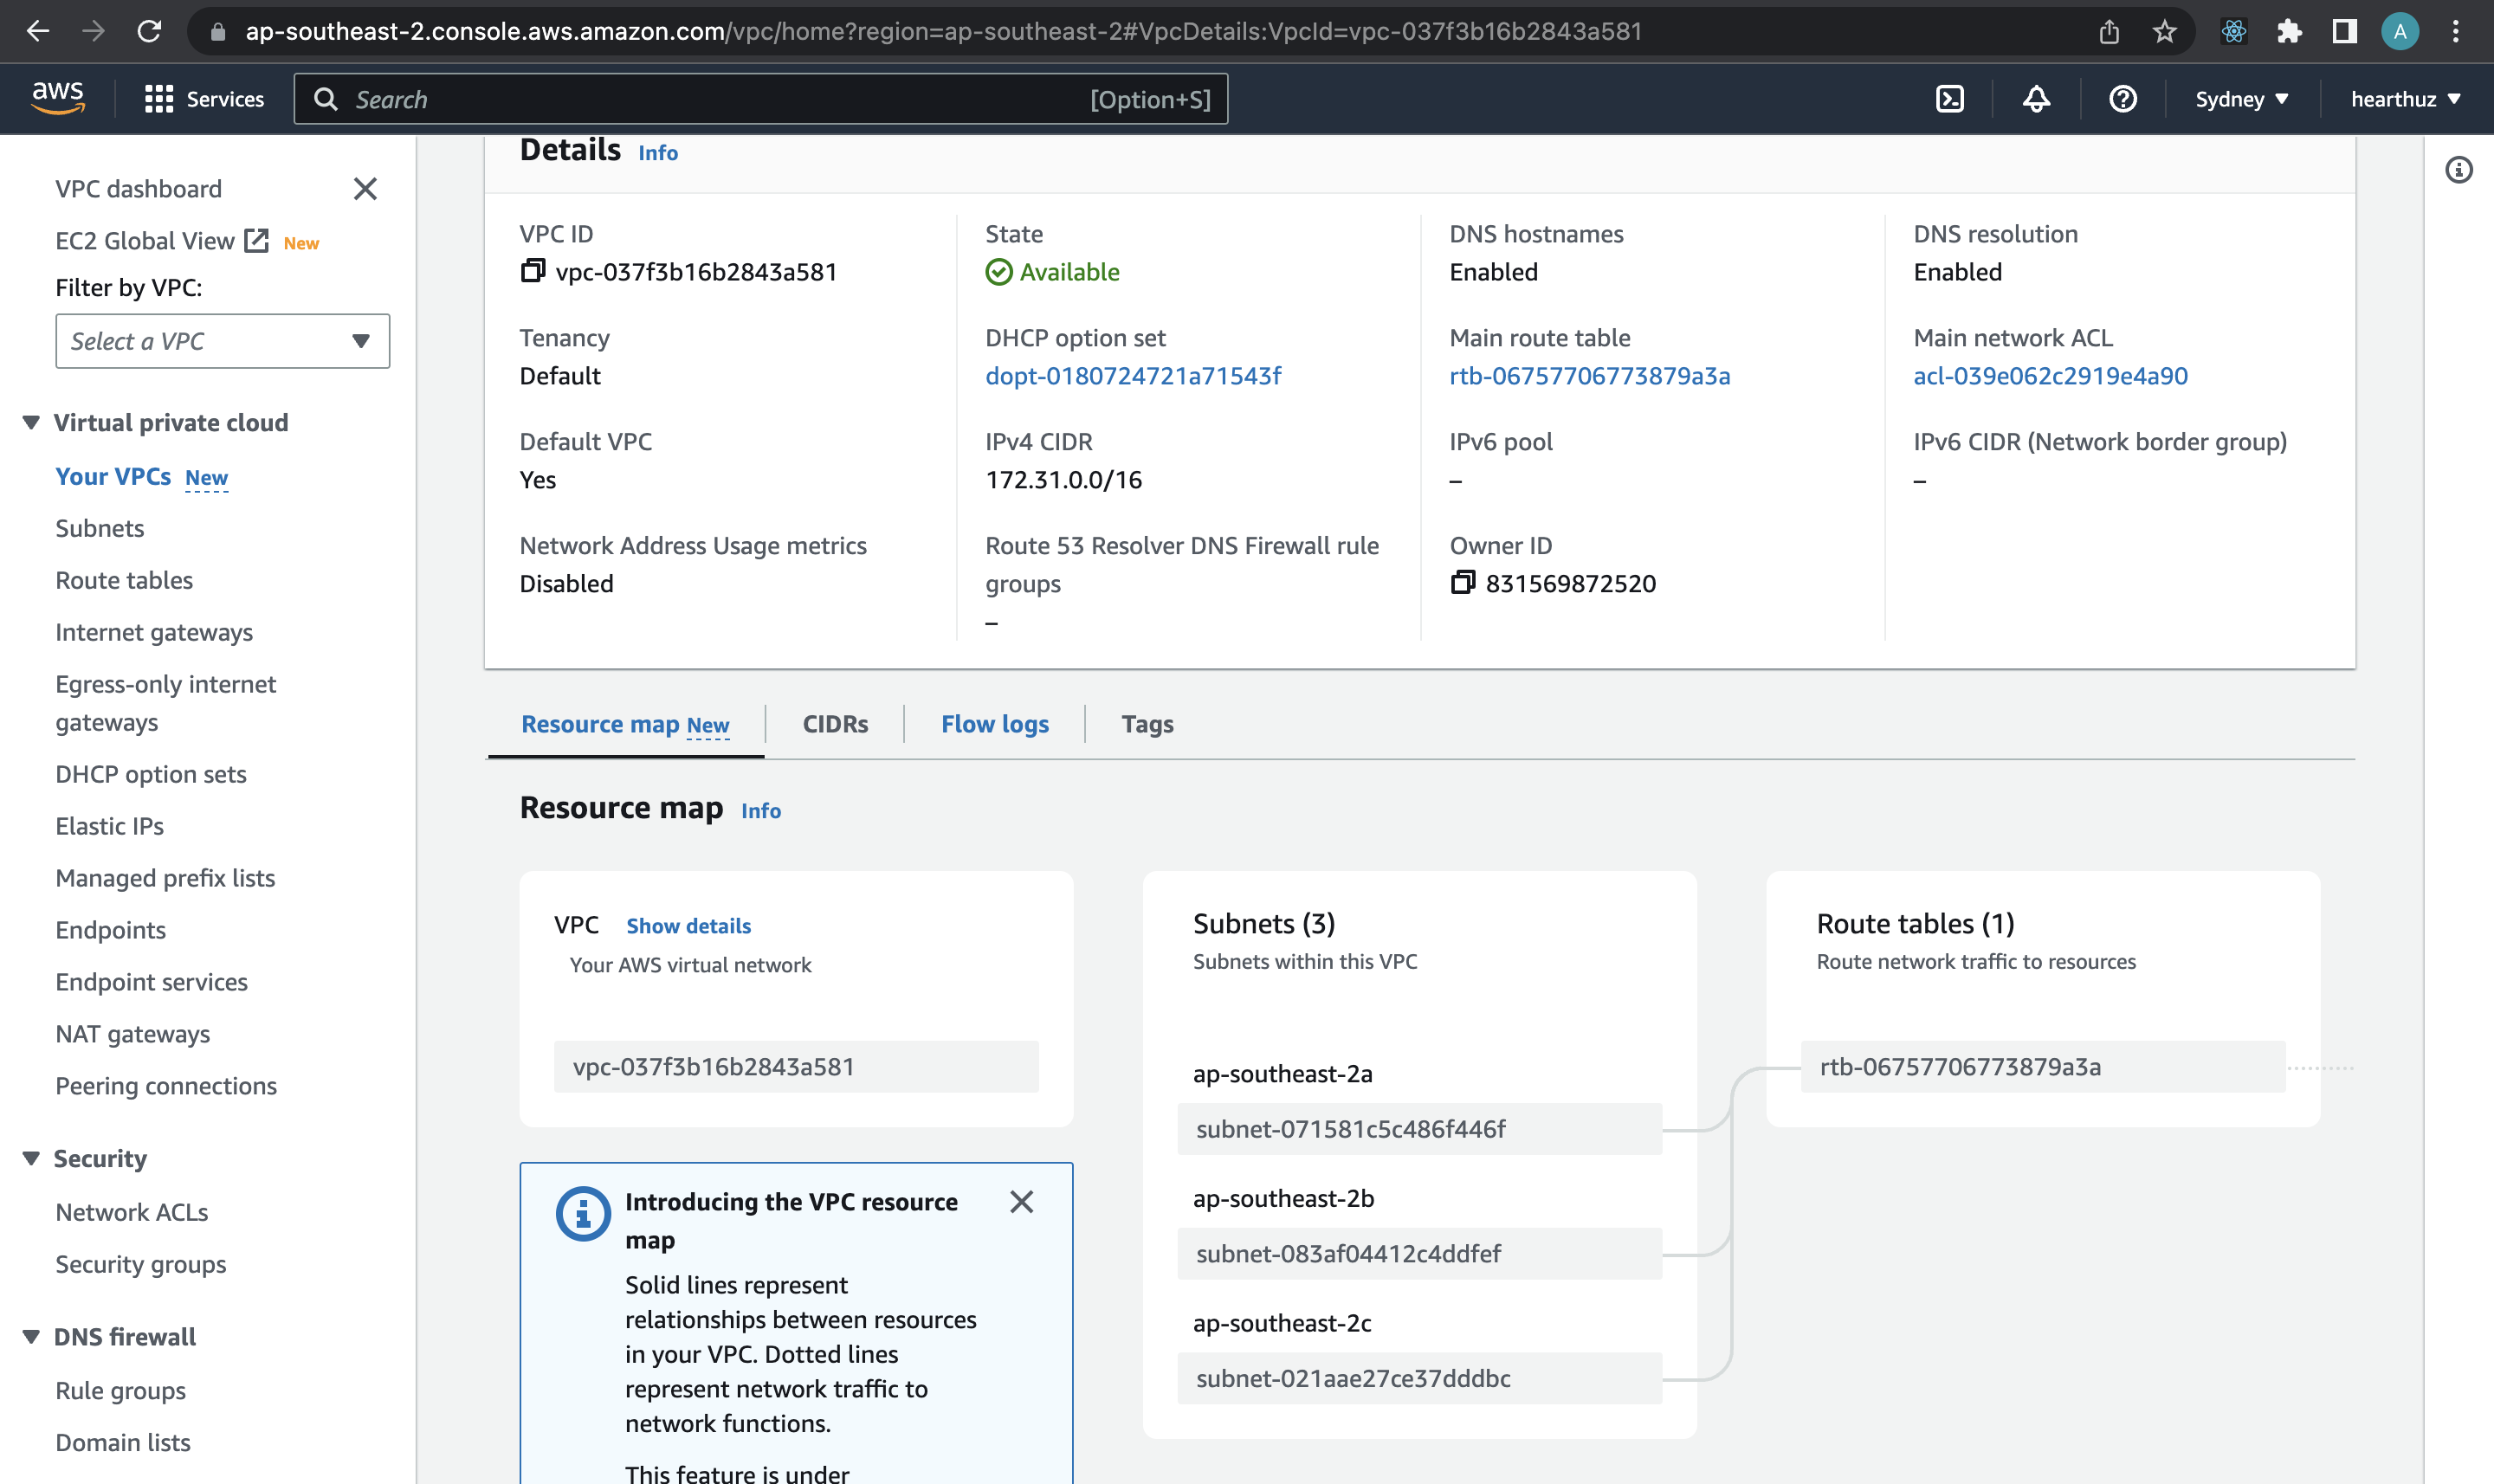 ap-southeast-2.console.aws.amazon.com/vpc/home?region=ap-southeast-2#VpcDetails:VpcId=vpc-037f3b16b2843a581
A
aws
Services
Search
[Option+S]
Sydney
hearthuz
VPC dashboard
EC2 Global View New
Filter by VPC:
Select a VPC
Virtual private cloud
Your VPCs New
Subnets
Route tables
Internet gateways
Egress-only internet
gateways
DHCP option sets
Elastic IPs
Managed prefix lists
Endpoints
Endpoint services
NAT gateways
Peering connections
Security
Network ACLs
Security groups
DNS firewall
Rule groups
Domain lists
Details Info
VPC ID
vpc-037f3b16b2843a581
State
Available
DNS hostnames
Enabled
DNS resolution
Enabled
Tenancy
Default
DHCP option set
dopt-0180724721a71543f
Main route table
rtb-06757706773879a3a
Main network ACL
acl-039e062c2919e4a90
Default VPC
Yes
IPv4 CIDR
172.31.0.0/16
IPv6 pool
–
IPv6 CIDR (Network border group)
–
Network Address Usage metrics
Disabled
Route 53 Resolver DNS Firewall rule
groups
–
Owner ID
831569872520
Resource map New
CIDRs
Flow logs
Tags
Resource map Info
VPC Show details
Your AWS virtual network
vpc-037f3b16b2843a581
Introducing the VPC resource
map
Solid lines represent
relationships between resources
in your VPC. Dotted lines
represent network traffic to
network functions.
This feature is under
Subnets (3)
Subnets within this VPC
ap-southeast-2a
subnet-071581c5c486f446f
ap-southeast-2b
subnet-083af04412c4ddfef
ap-southeast-2c
subnet-021aae27ce37dddbc
Route tables (1)
Route network traffic to resources
rtb-06757706773879a3a